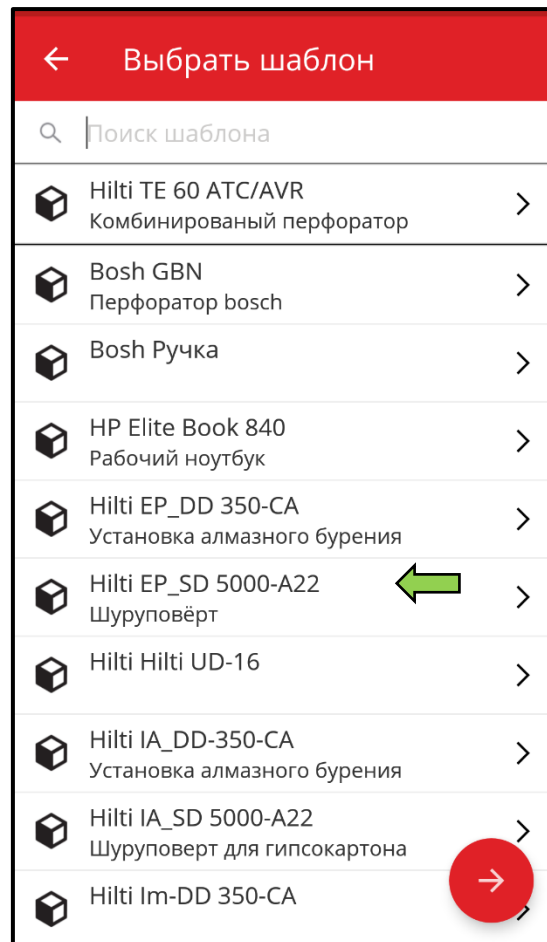 Выбрать шаблон
Поиск шаблона
Hilti TE 60 ATC/AVR
Комбинированый перфоратор
Bosh GBN
Перфоратор bosch
Bosh Ручка
HP Elite Book 840
Рабочий ноутбук
Hilti EP_DD 350-CA
Установка алмазного бурения
Hilti EP_SD 5000-A22
Шуруповёрт
Hilti Hilti UD-16
Hilti IA_DD-350-CA
Установка алмазного бурения
Hilti IA_SD 5000-A22
Шуруповерт для гипсокартона
Hilti Im-DD 350-CA